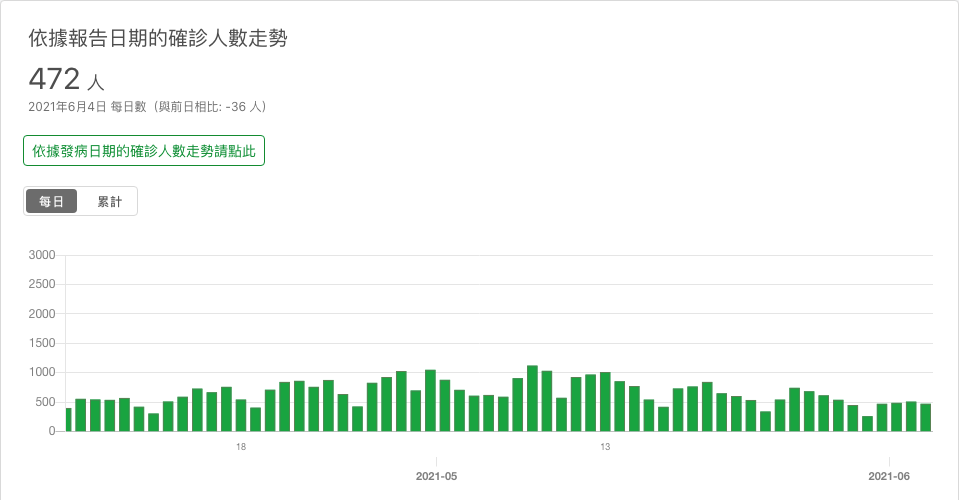 依據報告日期的確診人數走勢
472 人
2021年6月4日 每日數（與前日相比: -36 人）
依據發病日期的確診人數走勢請點此
每日 累計
3000
2500
2000
1500
1000
500
0
18 13
2021-05 2021-06